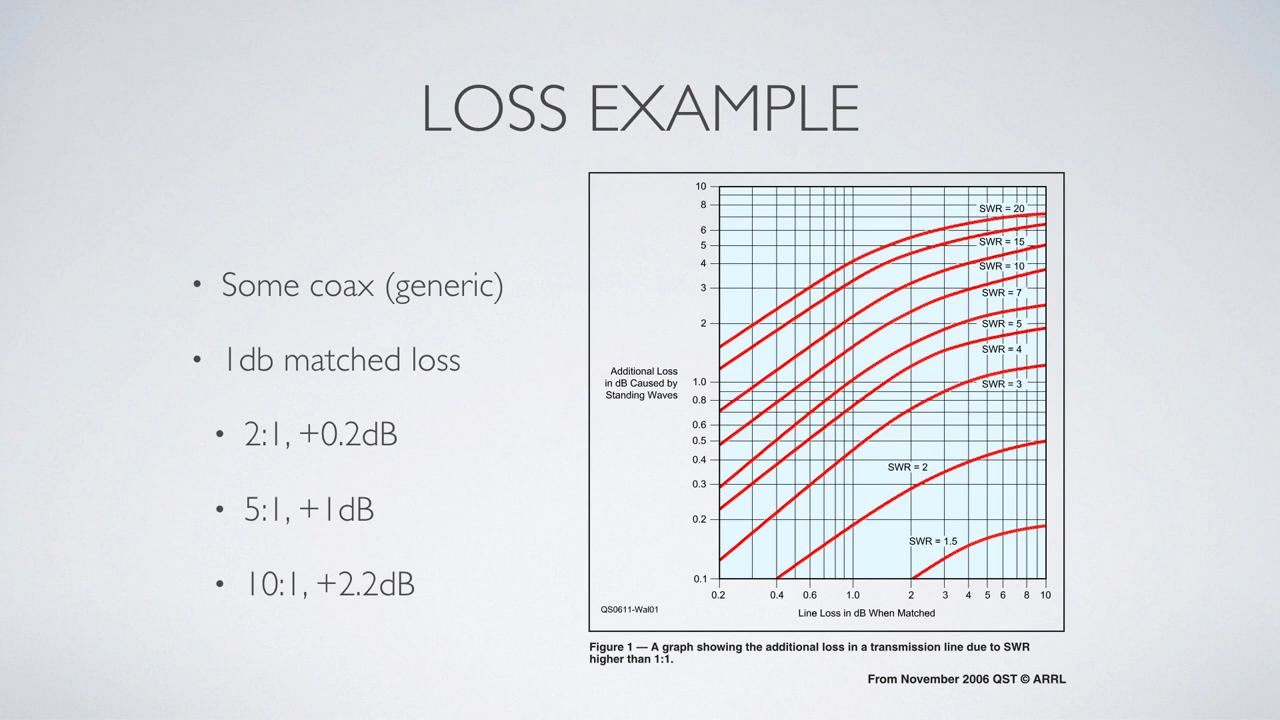 LOSS EXAMPLE
• Some coax (generic)
• 1db matched loss
• 2:1, +0.2dB
• 5:1, +1dB
• 10:1, +2.2dB
10
8
6
5
4
3
2
1.0
0.8
0.6
0.5
0.4
0.3
0.2
0.1
Additional Loss
in dB Caused by
Standing Waves
SWR = 20
SWR = 15
SWR = 10
SWR = 7
SWR = 5
SWR = 4
SWR = 3
SWR = 2
SWR = 1.5
0.2 0.4 0.6 1.0 2 3 4 5 6 8 10
QS0611-Wal01
Line Loss in dB When Matched
Figure 1 — A graph showing the additional loss in a transmission line due to SWR
higher than 1:1.
From November 2006 QST © ARRL